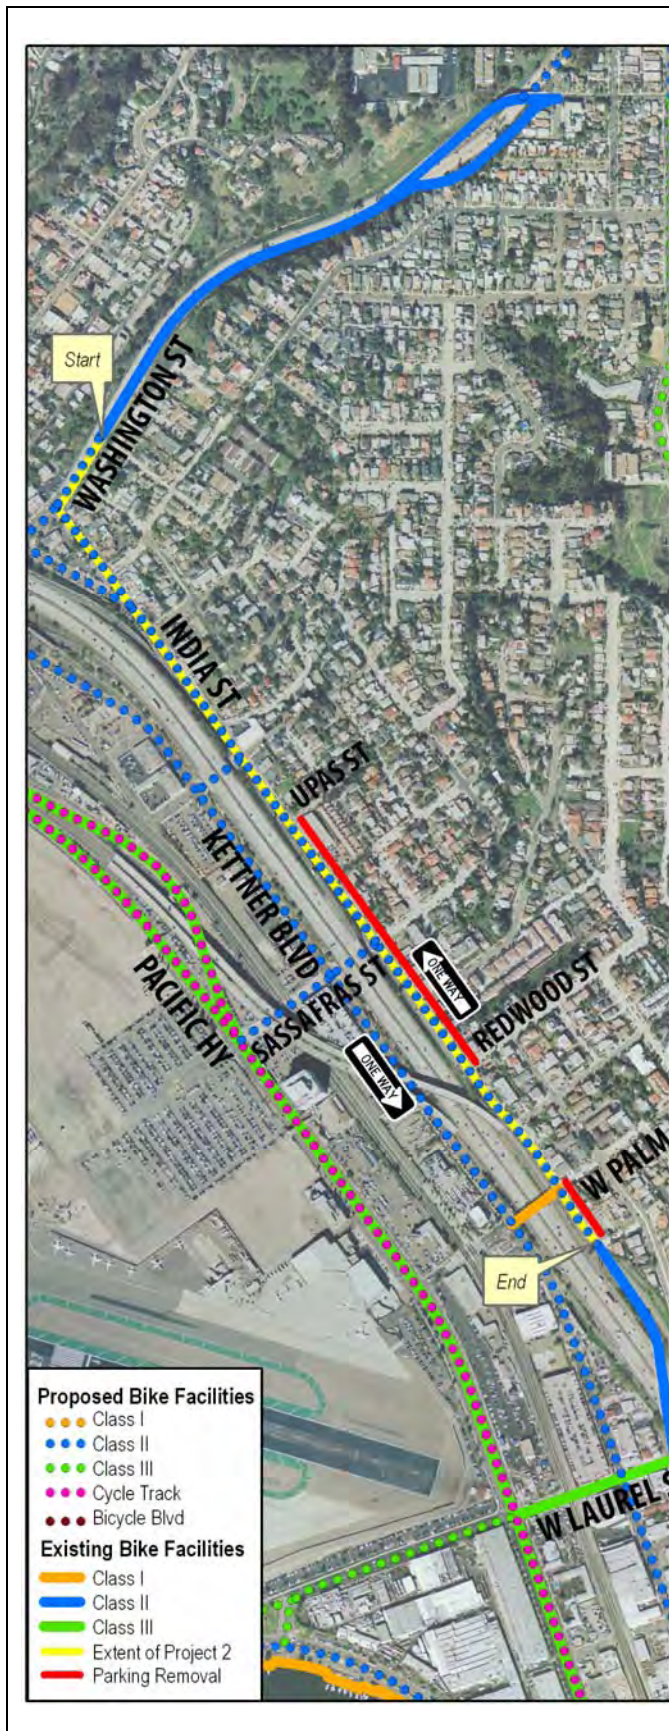 Start
WASHINGTON ST
INDIA ST
UPAS ST
KETTNER BLVD
ONE WAY
PACIFIC HY
SASSAFRAS ST
REDWOOD ST
ONE WAY
W PALM
End
Proposed Bike Facilities
Class I
Class II
Class III
Cycle Track
Bicycle Blvd
Existing Bike Facilities
Class I
Class II
Class III
Extent of Project 2
Parking Removal
W LAUREL S